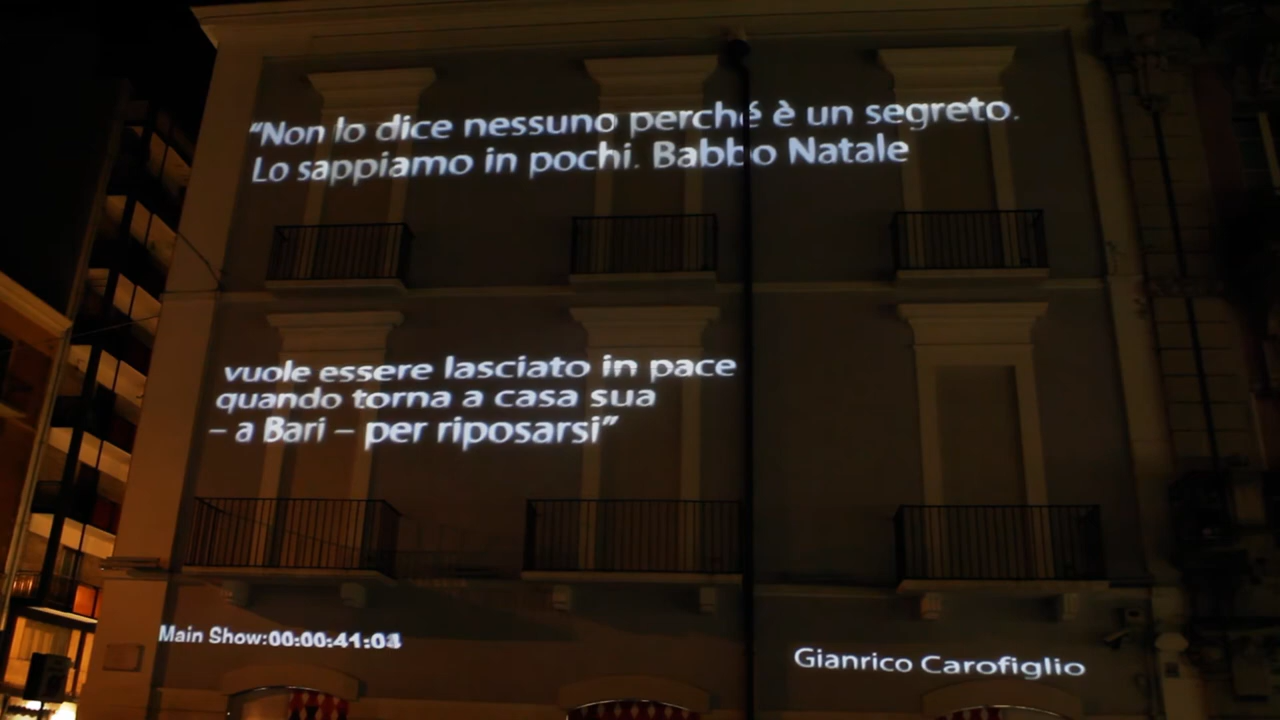 “Non lo dice nessuno perché è un segreto.
Lo sappiamo in pochi. Babbo Natale
vuole essere lasciato in pace
quando torna a casa sua
– a Bari – per riposarsi”
Main Show:00:00:41:03
Gianrico Carofiglio